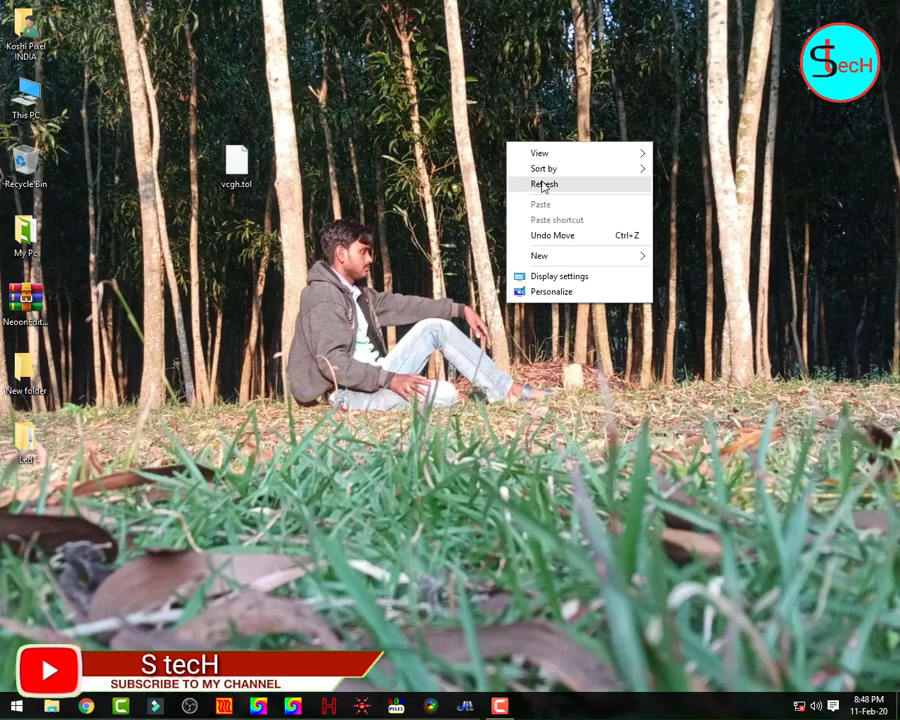 Koshi Pixel
INDIA
This PC
Recycle Bin
My Pc
NeoonEdit...
New folder
Led
vcgh.tol
View
Sort by
Refresh
Paste
Paste shortcut
Undo Move Ctrl+Z
New
Display settings
Personalize
S tecH
S tecH
SUBSCRIBE TO MY CHANNEL
8:48 PM
11-Feb-20